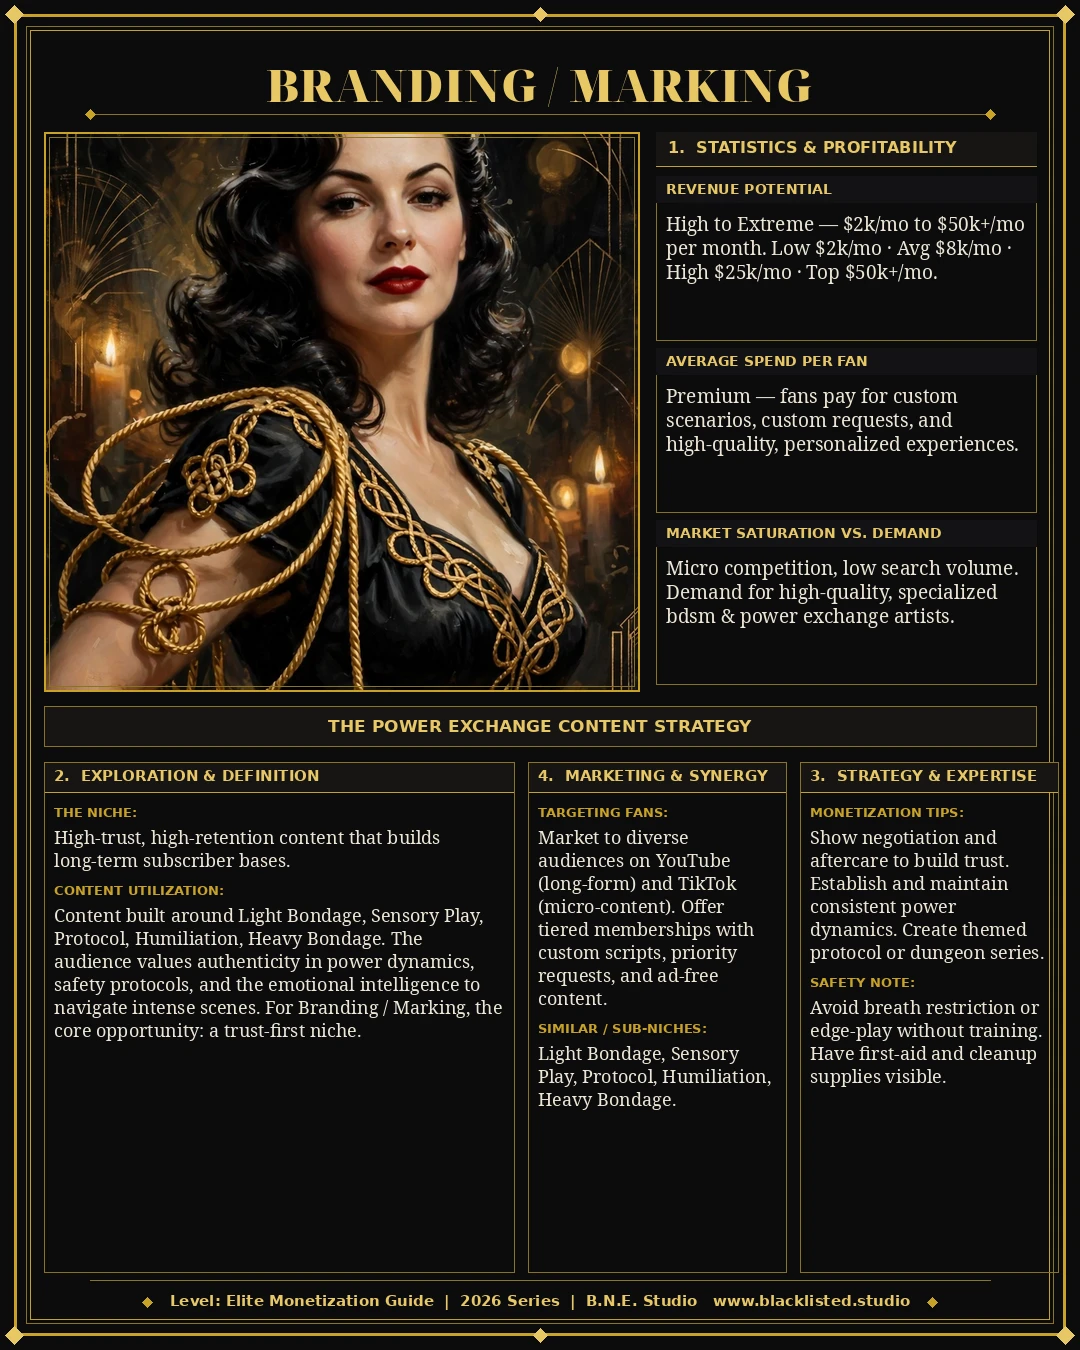 BRANDING / MARKING
1. STATISTICS & PROFITABILITY
REVENUE POTENTIAL
High to Extreme — $2k/mo to $50k+/mo
per month. Low $2k/mo · Avg $8k/mo ·
High $25k/mo · Top $50k+/mo.
AVERAGE SPEND PER FAN
Premium — fans pay for custom
scenarios, custom requests, and
high-quality, personalized experiences.
MARKET SATURATION VS. DEMAND
Micro competition, low search volume.
Demand for high-quality, specialized
bdsm & power exchange artists.
THE POWER EXCHANGE CONTENT STRATEGY
2. EXPLORATION & DEFINITION
THE NICHE:
High-trust, high-retention content that builds
long-term subscriber bases.
CONTENT UTILIZATION:
Content built around Light Bondage, Sensory Play,
Protocol, Humiliation, Heavy Bondage. The
audience values authenticity in power dynamics,
safety protocols, and the emotional intelligence to
navigate intense scenes. For Branding / Marking, the
core opportunity: a trust-first niche.
4. MARKETING & SYNERGY
TARGETING FANS:
Market to diverse
audiences on YouTube
(long-form) and TikTok
(micro-content). Offer
tiered memberships with
custom scripts, priority
requests, and ad-free
content.
SIMILAR / SUB-NICHES:
Light Bondage, Sensory
Play, Protocol, Humiliation,
Heavy Bondage.
3. STRATEGY & EXPERTISE
MONETIZATION TIPS:
Show negotiation and
aftercare to build trust.
Establish and maintain
consistent power
dynamics. Create themed
protocol or dungeon series.
SAFETY NOTE:
Avoid breath restriction or
edge-play without training.
Have first-aid and cleanup
supplies visible.
Level: Elite Monetization Guide | 2026 Series | B.N.E. Studio www.blacklisted.studio